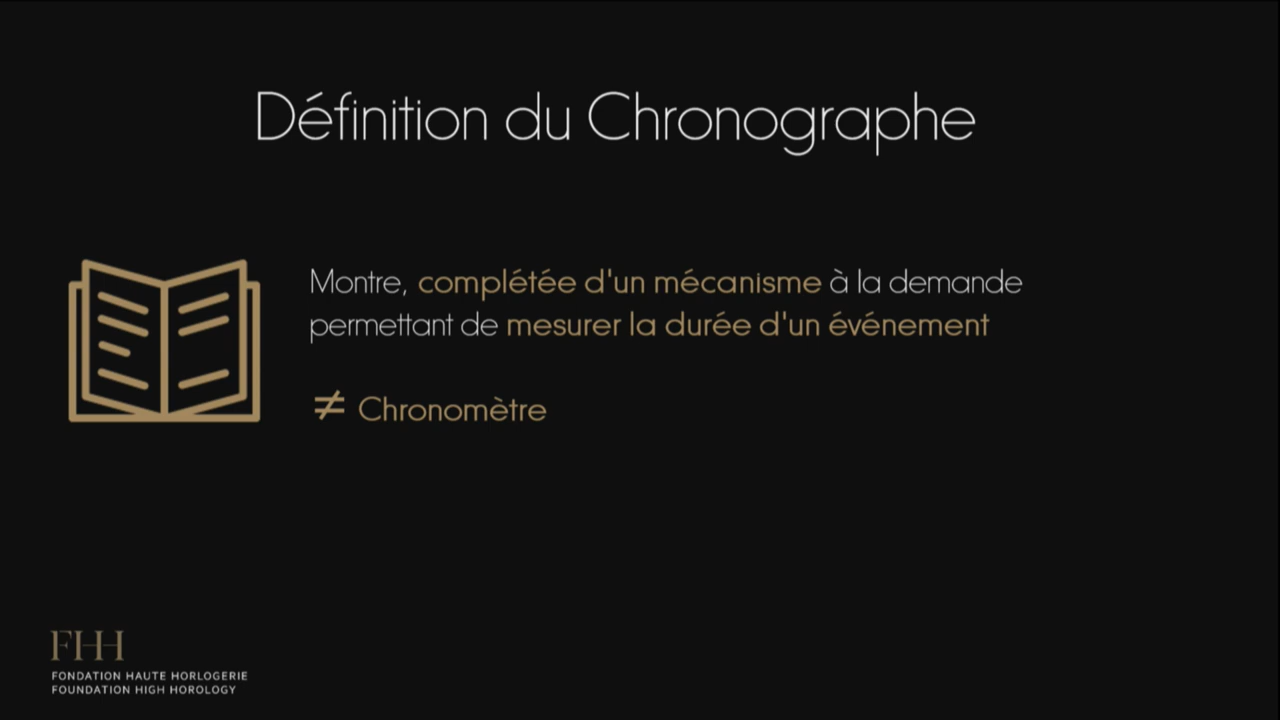 Définition du Chronographe
Montre, complétée d'un mécanisme à la demande
permettant de mesurer la durée d'un événement
≠ Chronomètre
FHH
FONDATION HAUTE HORLOGERIE
FOUNDATION HIGH HOROLOGY